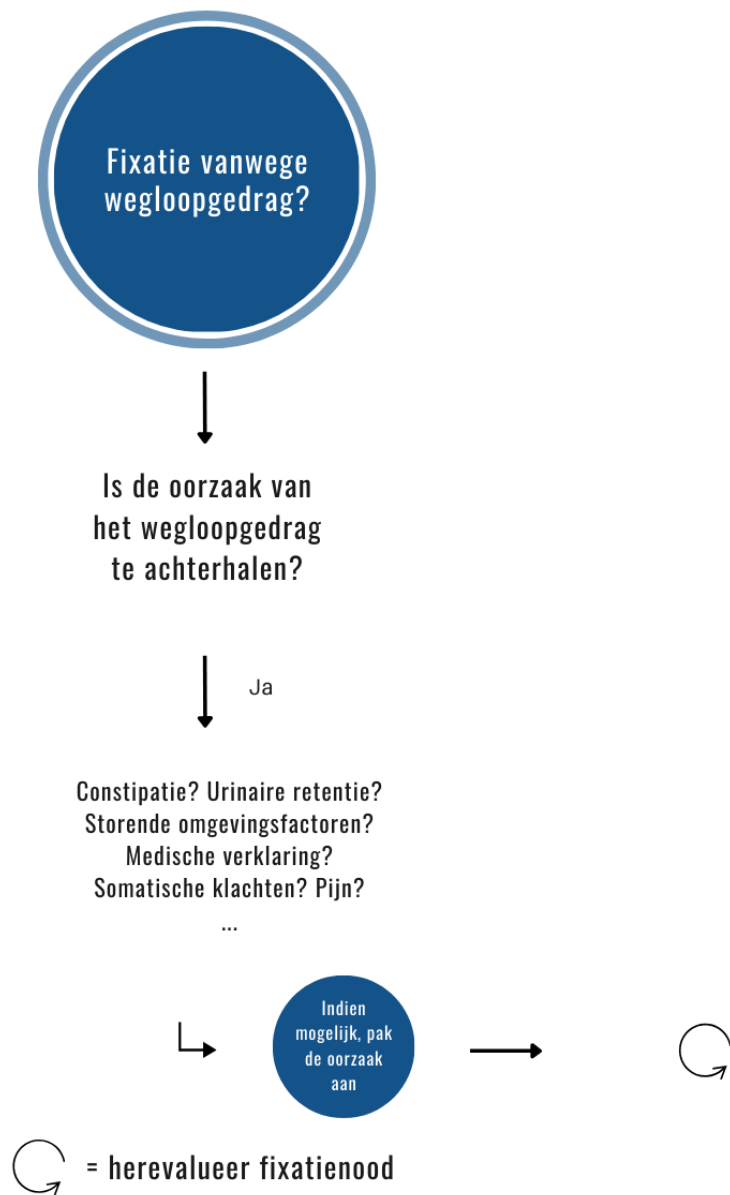 Fixatie vanwege
wegloopgedrag?
Is de oorzaak van
het wegloopgedrag
te achterhalen?
Ja
Constipatie? Urinaire retentie?
Storende omgevingsfactoren?
Medische verklaring?
Somatische klachten? Pijn?
...
Indien
mogelijk, pak
de oorzaak
aan
= herevalueer fixatienood